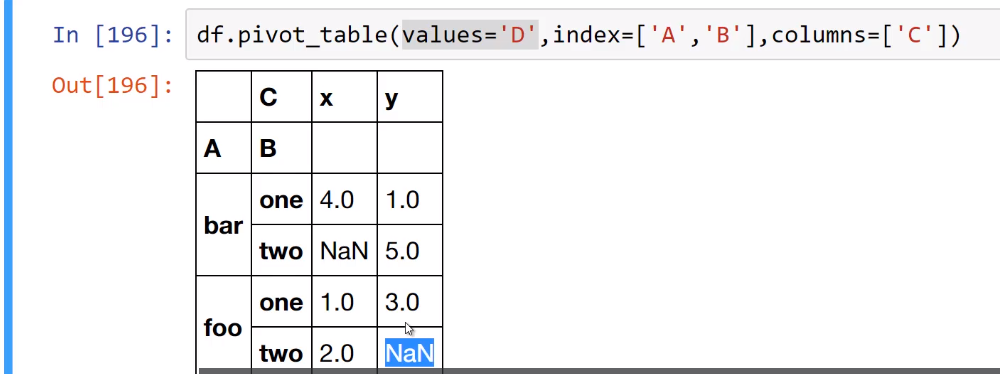 In [196]: df.pivot_table(values='D',index=['A','B'],columns=['C'])
Out[196]:
C x y
A B
bar one 4.0 1.0
two NaN 5.0
foo one 1.0 3.0
two 2.0 NaN